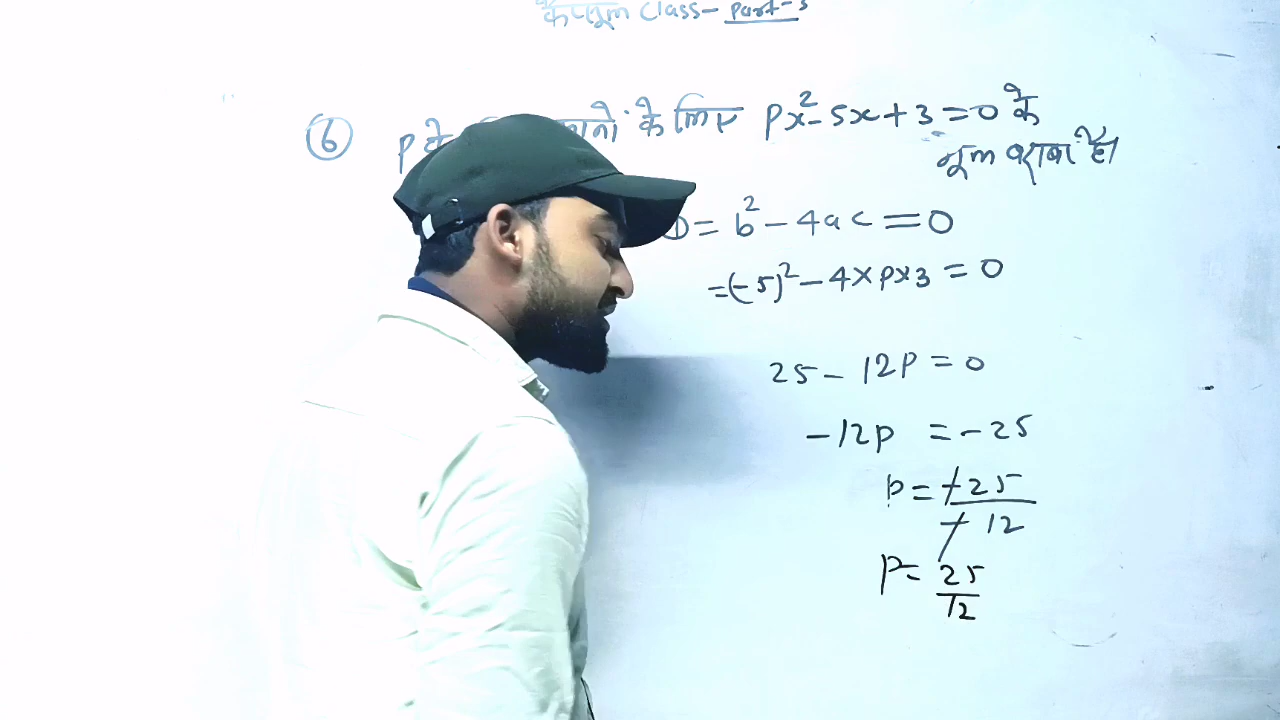 class- part-3
⑥ p के के लिए px²-5x+3=0 के
मूल बराबर है।
D= b²-4ac=0
=(-5)²-4×p×3=0
25-12p=0
-12p=-25
p=-25/-12
p=25/12